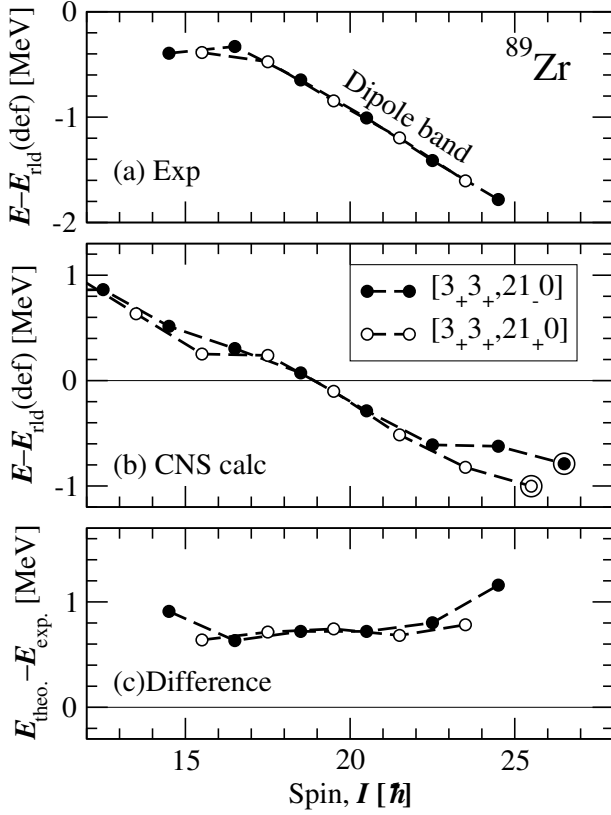 0
-1
-2
E−E_rld(def) [MeV]
⁸⁹Zr
Dipole band
(a) Exp
1
0
-1
E−E_rld(def) [MeV]
[3₊3₊,21₋0]
[3₊3₊,21₊0]
(b) CNS calc
1
0
E_theo.−E_exp. [MeV]
(c)Difference
15 20 25
Spin, I [ħ]